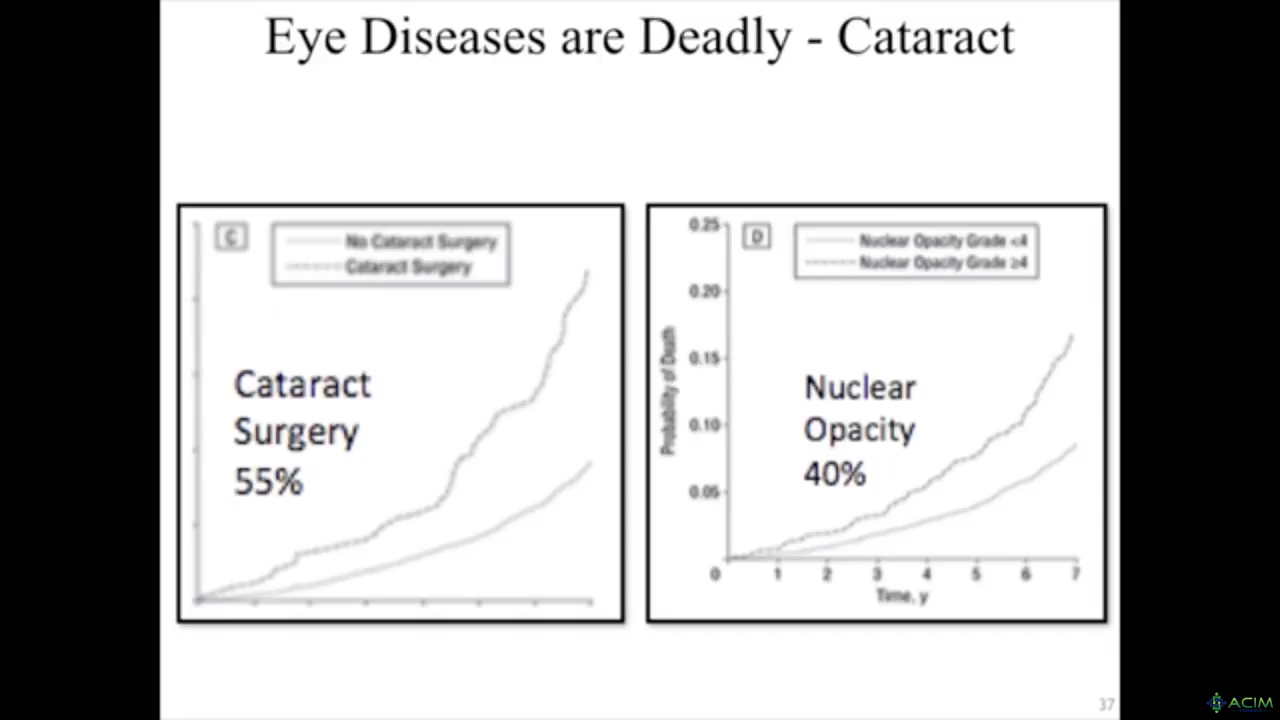 Eye Diseases are Deadly - Cataract
C
No Cataract Surgery
Cataract Surgery
Cataract
Surgery
55%
D
Nuclear Opacity Grade <4
Nuclear Opacity Grade ≥4
0.25
0.20
0.15
0.10
0.05
Probability of Death
Nuclear
Opacity
40%
0 1 2 3 4 5 6 7
Time, y
37
ACIM